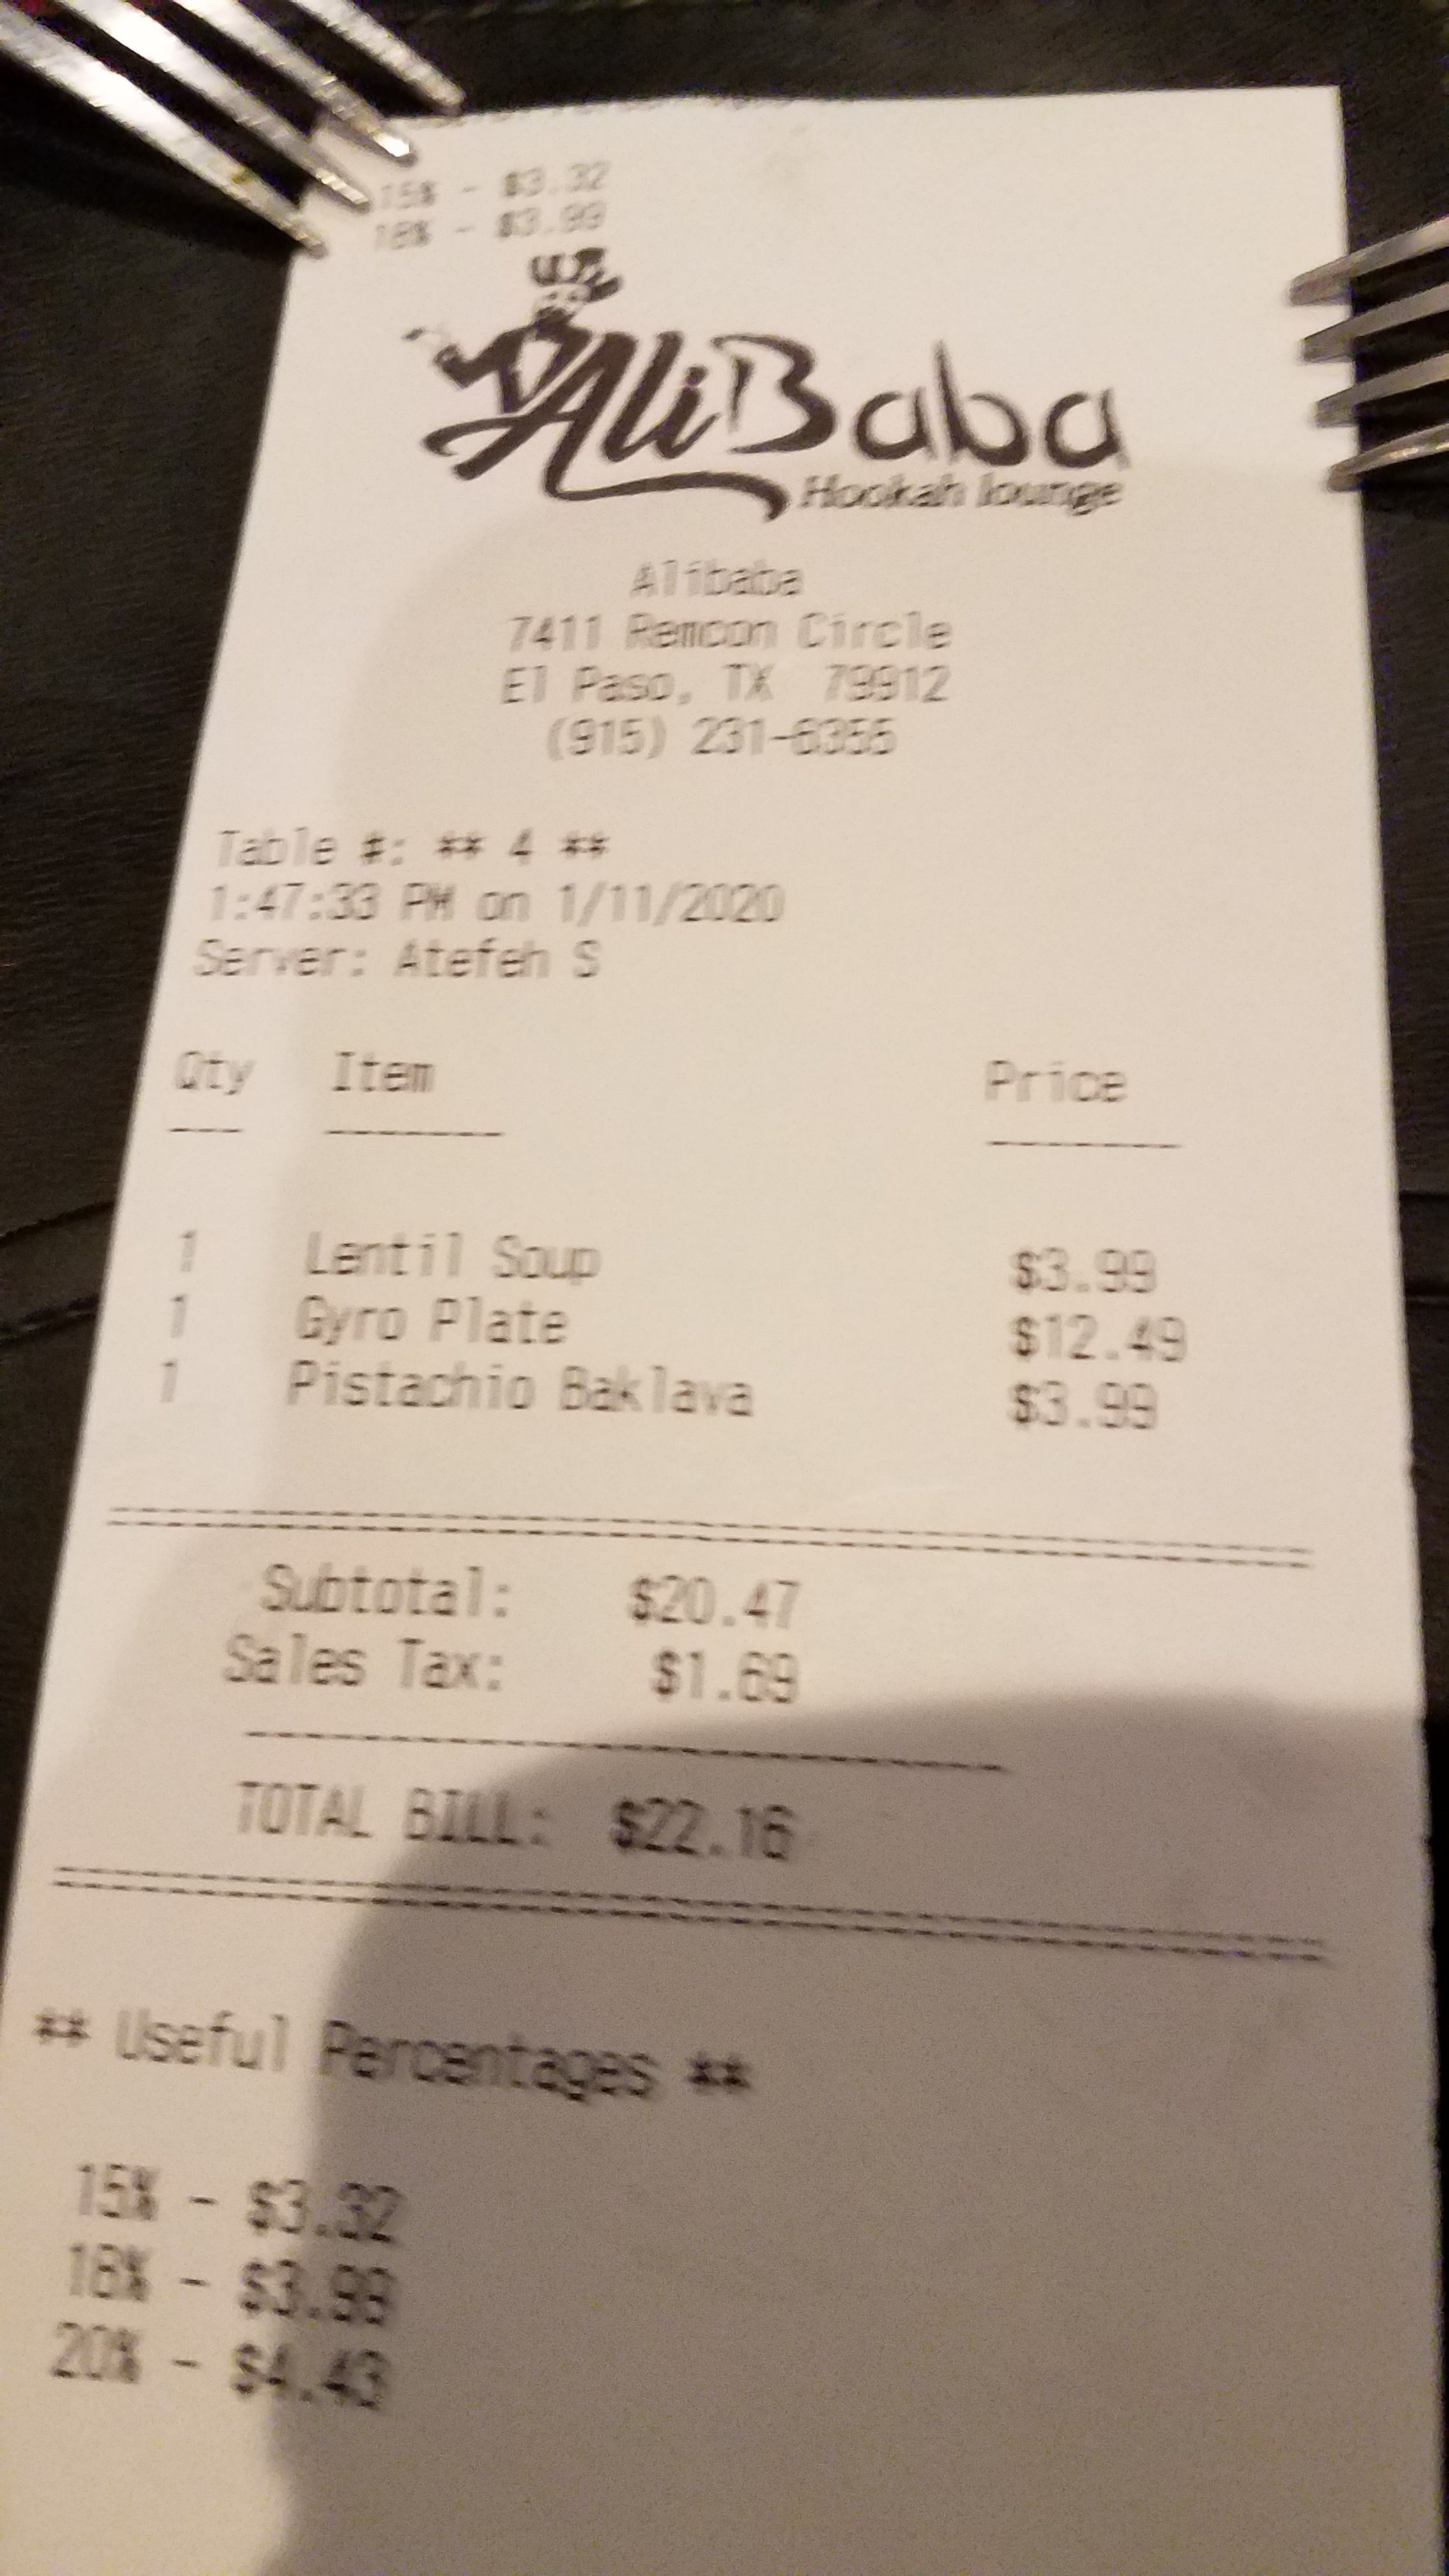 15% - $3.32
18% - $3.99
AliBaba
Hookah lounge
Alibaba
7411 Remcon Circle
El Paso, TX 79912
(915) 231-6355
Table #: ** 4 **
1:47:33 PM on 1/11/2020
Server: Atefeh S
Qty Item Price
--- ------- -------
1 Lentil Soup $3.99
1 Gyro Plate $12.49
1 Pistachio Baklava $3.99
Subtotal: $20.47
Sales Tax: $1.69
TOTAL BILL: $22.16
** Useful Percentages **
15% - $3.32
18% - $3.99
20% - $4.43